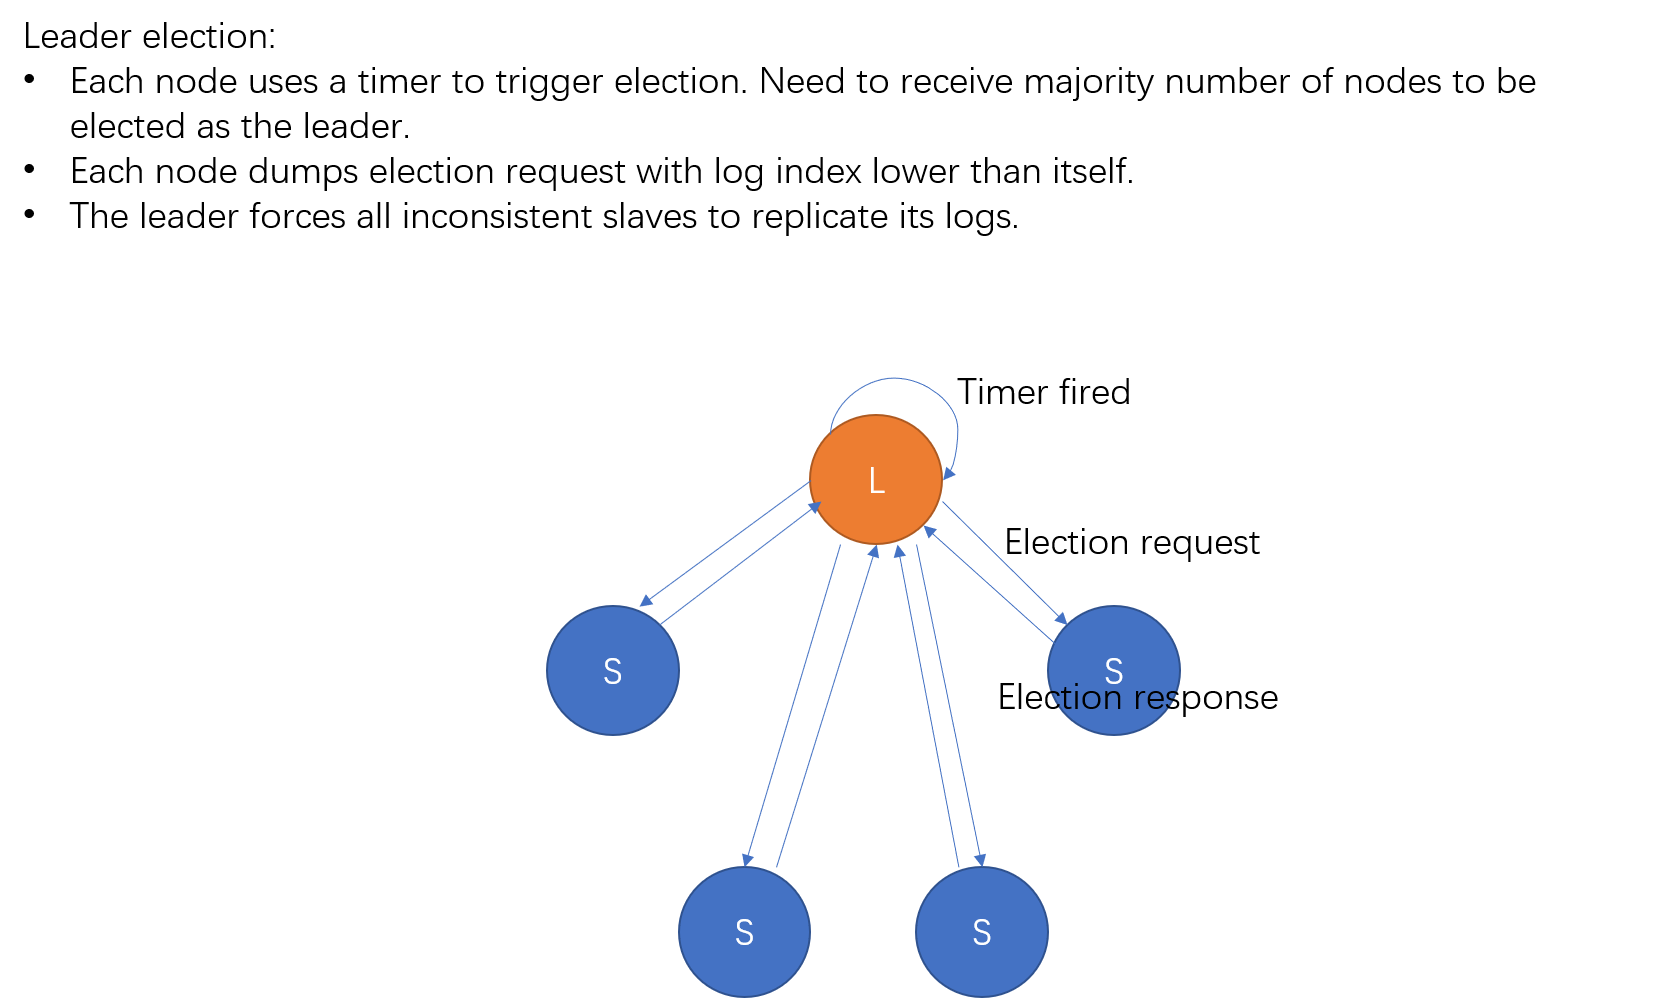 Leader election:
• Each node uses a timer to trigger election. Need to receive majority number of nodes to be
elected as the leader.
• Each node dumps election request with log index lower than itself.
• The leader forces all inconsistent slaves to replicate its logs.
Timer fired
L
Election request
S
S
Election response
S
S